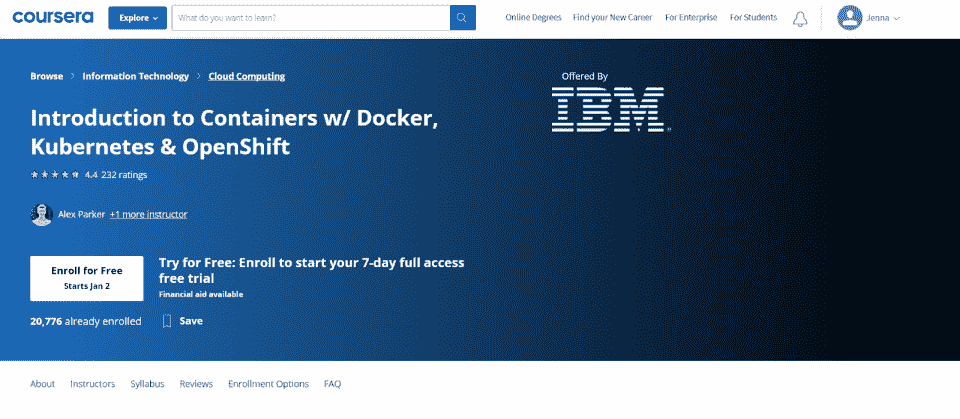 coursera
Explore
What do you want to learn?
Online Degrees
Find your New Career
For Enterprise
For Students
Jenna
Browse > Information Technology > Cloud Computing
Offered By
IBM
Introduction to Containers w/ Docker,
Kubernetes & OpenShift
4.4 232 ratings
Alex Parker +1 more instructor
Enroll for Free
Starts Jan 2
Try for Free: Enroll to start your 7-day full access
free trial
Financial aid available
20,776 already enrolled
Save
About
Instructors
Syllabus
Reviews
Enrollment Options
FAQ